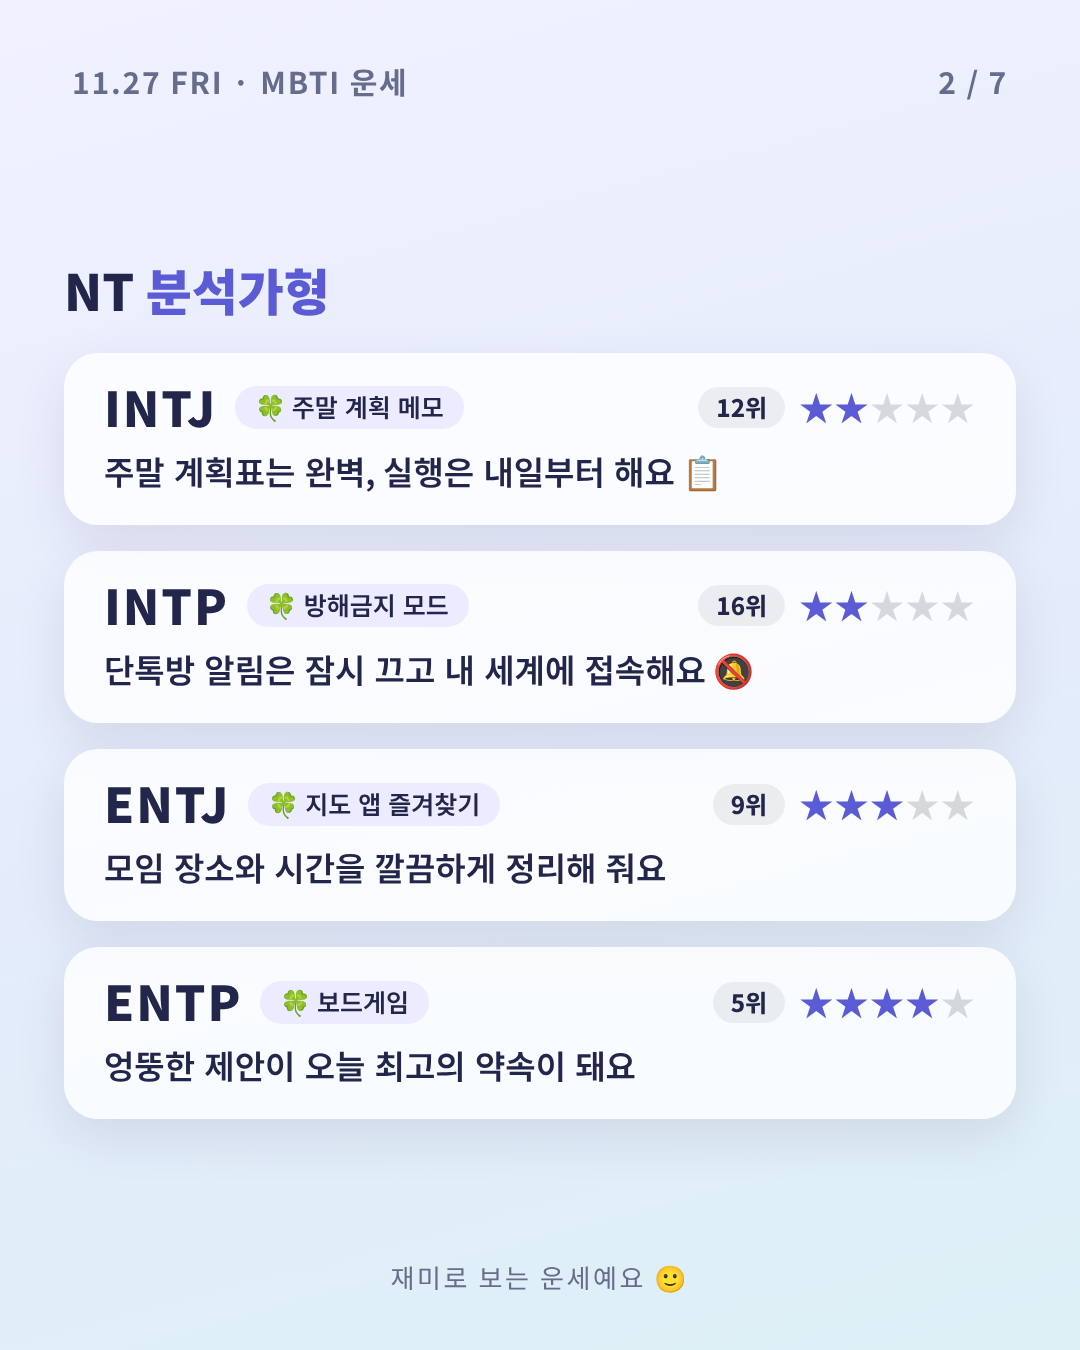 11.27 FRI · MBTI 운세
2 / 7
NT 분석가형
INTJ 🍀 주말 계획 메모 12위 ★★★★★
주말 계획표는 완벽, 실행은 내일부터 해요 📋
INTP 🍀 방해금지 모드 16위 ★★★★★
단톡방 알림은 잠시 끄고 내 세계에 접속해요 🔕
ENTJ 🍀 지도 앱 즐겨찾기 9위 ★★★★★
모임 장소와 시간을 깔끔하게 정리해 줘요
ENTP 🍀 보드게임 5위 ★★★★★
엉뚱한 제안이 오늘 최고의 약속이 돼요
재미로 보는 운세예요 🙂